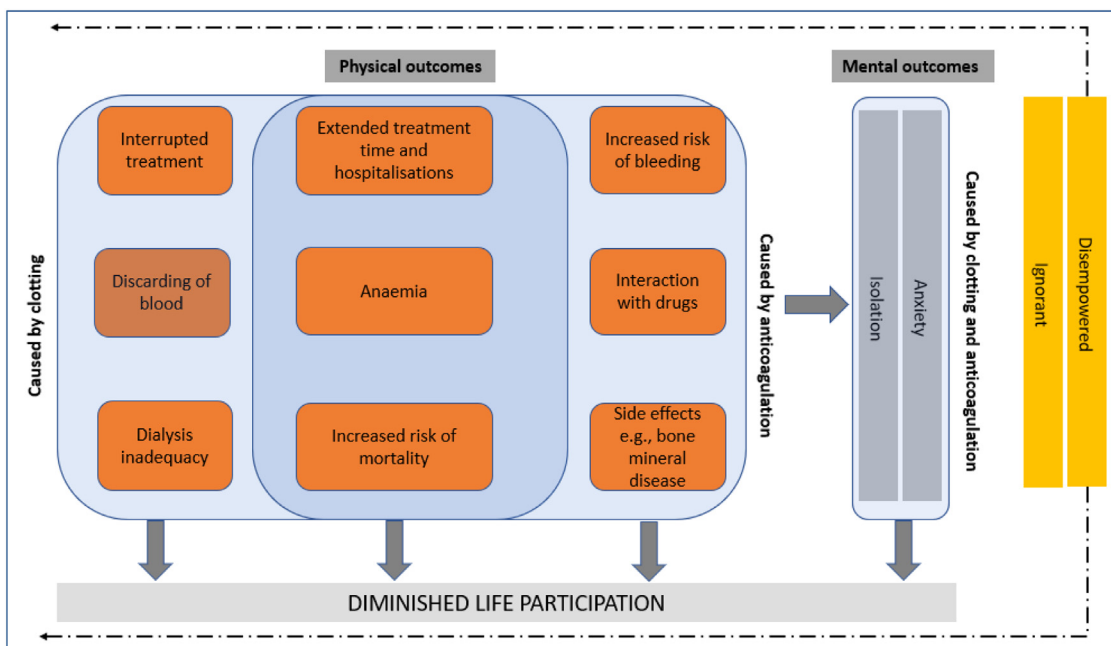 Physical outcomes
Mental outcomes
Caused by clotting
Interrupted
treatment
Discarding of
blood
Dialysis
inadequacy
Extended treatment
time and
hospitalisations
Anaemia
Increased risk of
mortality
Increased risk
of bleeding
Interaction
with drugs
Side effects
e.g., bone
mineral
disease
Caused by anticoagulation
Isolation
Anxiety
Caused by clotting and anticoagulation
Ignorant
Disempowered
DIMINISHED LIFE PARTICIPATION